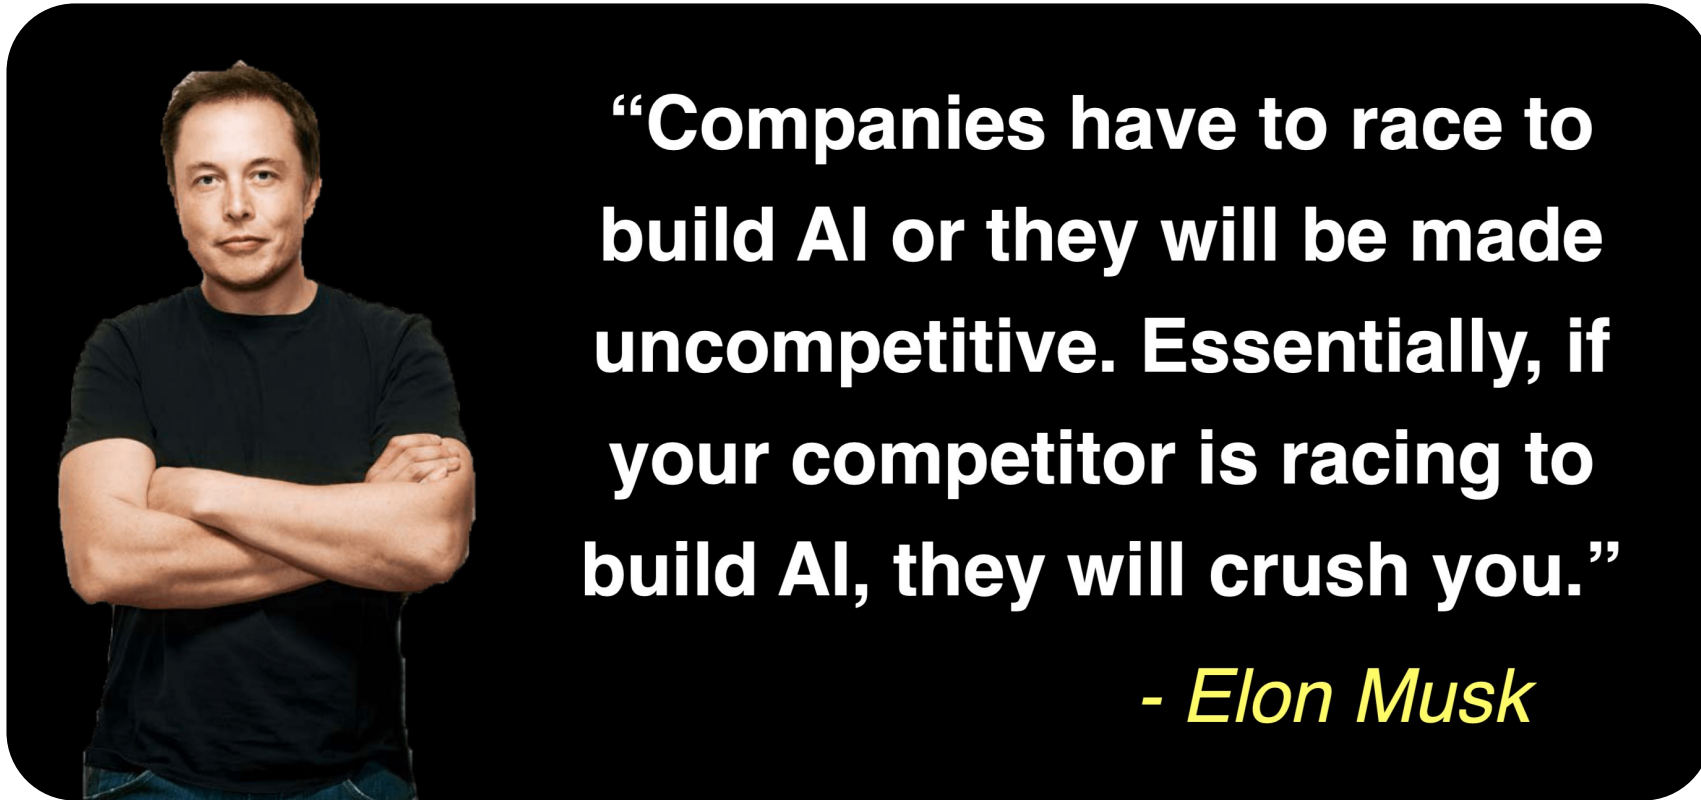 “Companies have to race to
build AI or they will be made
uncompetitive. Essentially, if
your competitor is racing to
build AI, they will crush you.”
- Elon Musk